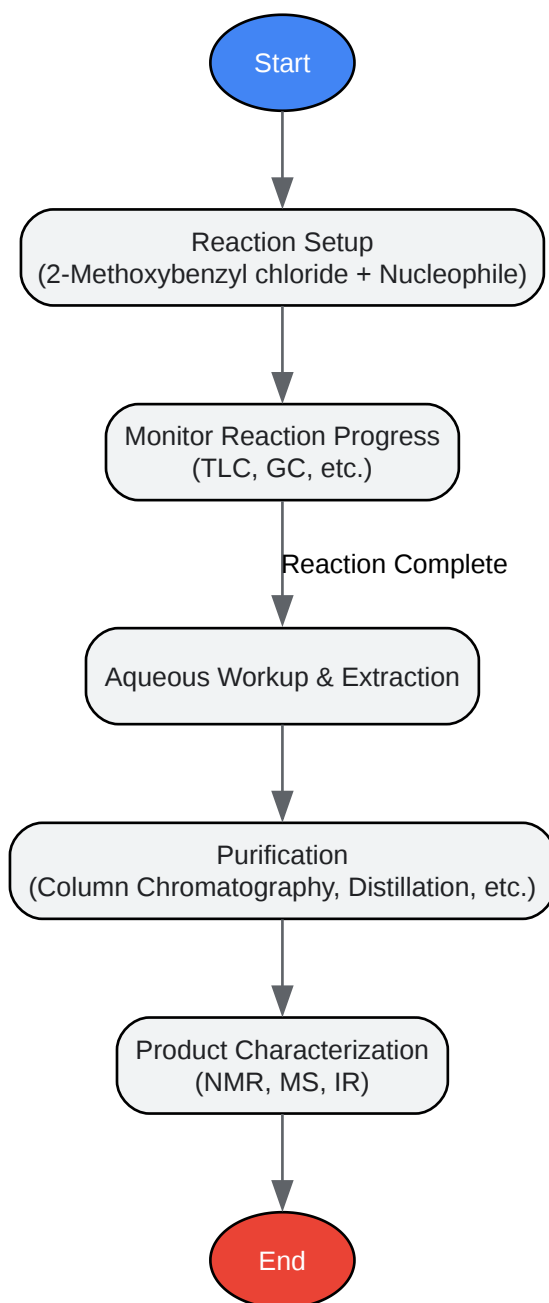 Start
Reaction Setup
(2-Methoxybenzyl chloride + Nucleophile)
Monitor Reaction Progress
(TLC, GC, etc.)
Reaction Complete
Aqueous Workup & Extraction
Purification
(Column Chromatography, Distillation, etc.)
Product Characterization
(NMR, MS, IR)
End